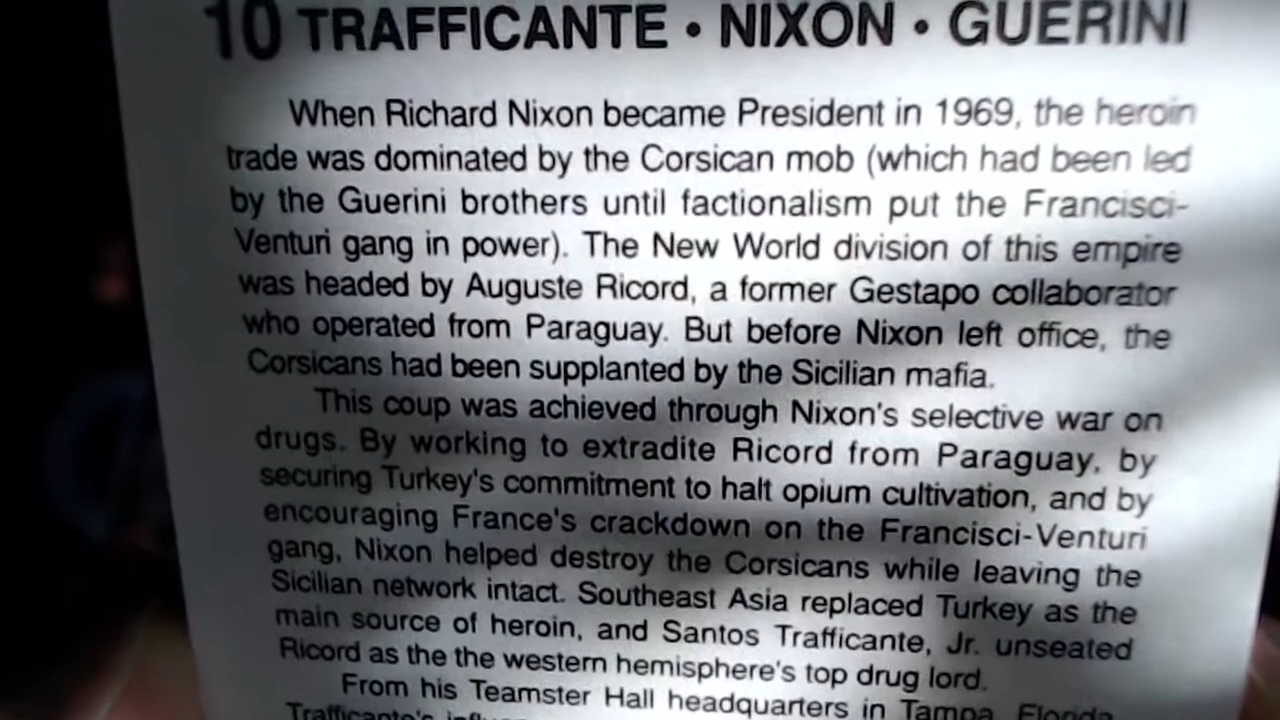 10 TRAFFICANTE • NIXON • GUERINI
When Richard Nixon became President in 1969, the heroin
trade was dominated by the Corsican mob (which had been led
by the Guerini brothers until factionalism put the Francisci-
Venturi gang in power). The New World division of this empire
was headed by Auguste Ricord, a former Gestapo collaborator
who operated from Paraguay. But before Nixon left office, the
Corsicans had been supplanted by the Sicilian mafia.
This coup was achieved through Nixon's selective war on
drugs. By working to extradite Ricord from Paraguay, by
securing Turkey's commitment to halt opium cultivation, and by
encouraging France's crackdown on the Francisci-Venturi
gang, Nixon helped destroy the Corsicans while leaving the
Sicilian network intact. Southeast Asia replaced Turkey as the
main source of heroin, and Santos Trafficante, Jr. unseated
Ricord as the the western hemisphere's top drug lord.
From his Teamster Hall headquarters in Tampa, Florida
Trafficante's